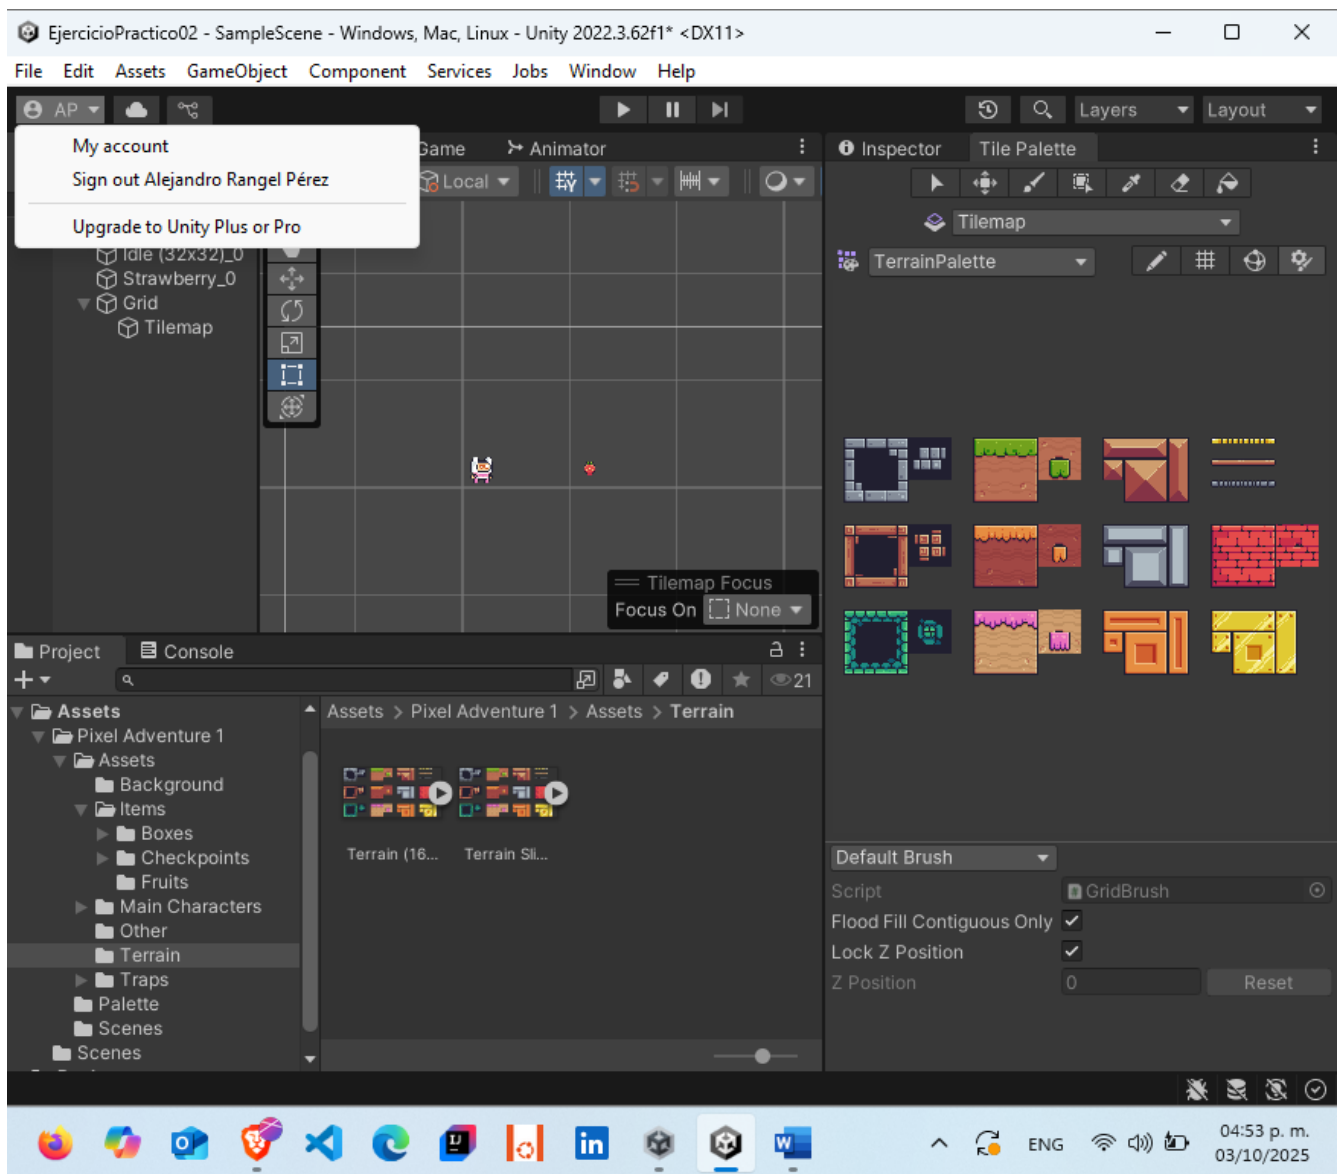 EjercicioPractico02 - SampleScene - Windows, Mac, Linux - Unity 2022.3.62f1* <DX11>
File Edit Assets GameObject Component Services Jobs Window Help
AP Layers Layout
My account
Sign out Alejandro Rangel Pérez
Upgrade to Unity Plus or Pro
Game Animator
Local
Idle (32x32)_0
Strawberry_0
Grid
Tilemap
Tilemap Focus
Focus On None
Inspector Tile Palette
Tilemap
TerrainPalette
Default Brush
Script GridBrush
Flood Fill Contiguous Only
Lock Z Position
Z Position 0 Reset
Project Console
21
Assets
Pixel Adventure 1
Assets
Background
Items
Boxes
Checkpoints
Fruits
Main Characters
Other
Terrain
Traps
Palette
Scenes
Scenes
Assets > Pixel Adventure 1 > Assets > Terrain
Terrain (16... Terrain Sli...
ENG 04:53 p. m.
03/10/2025